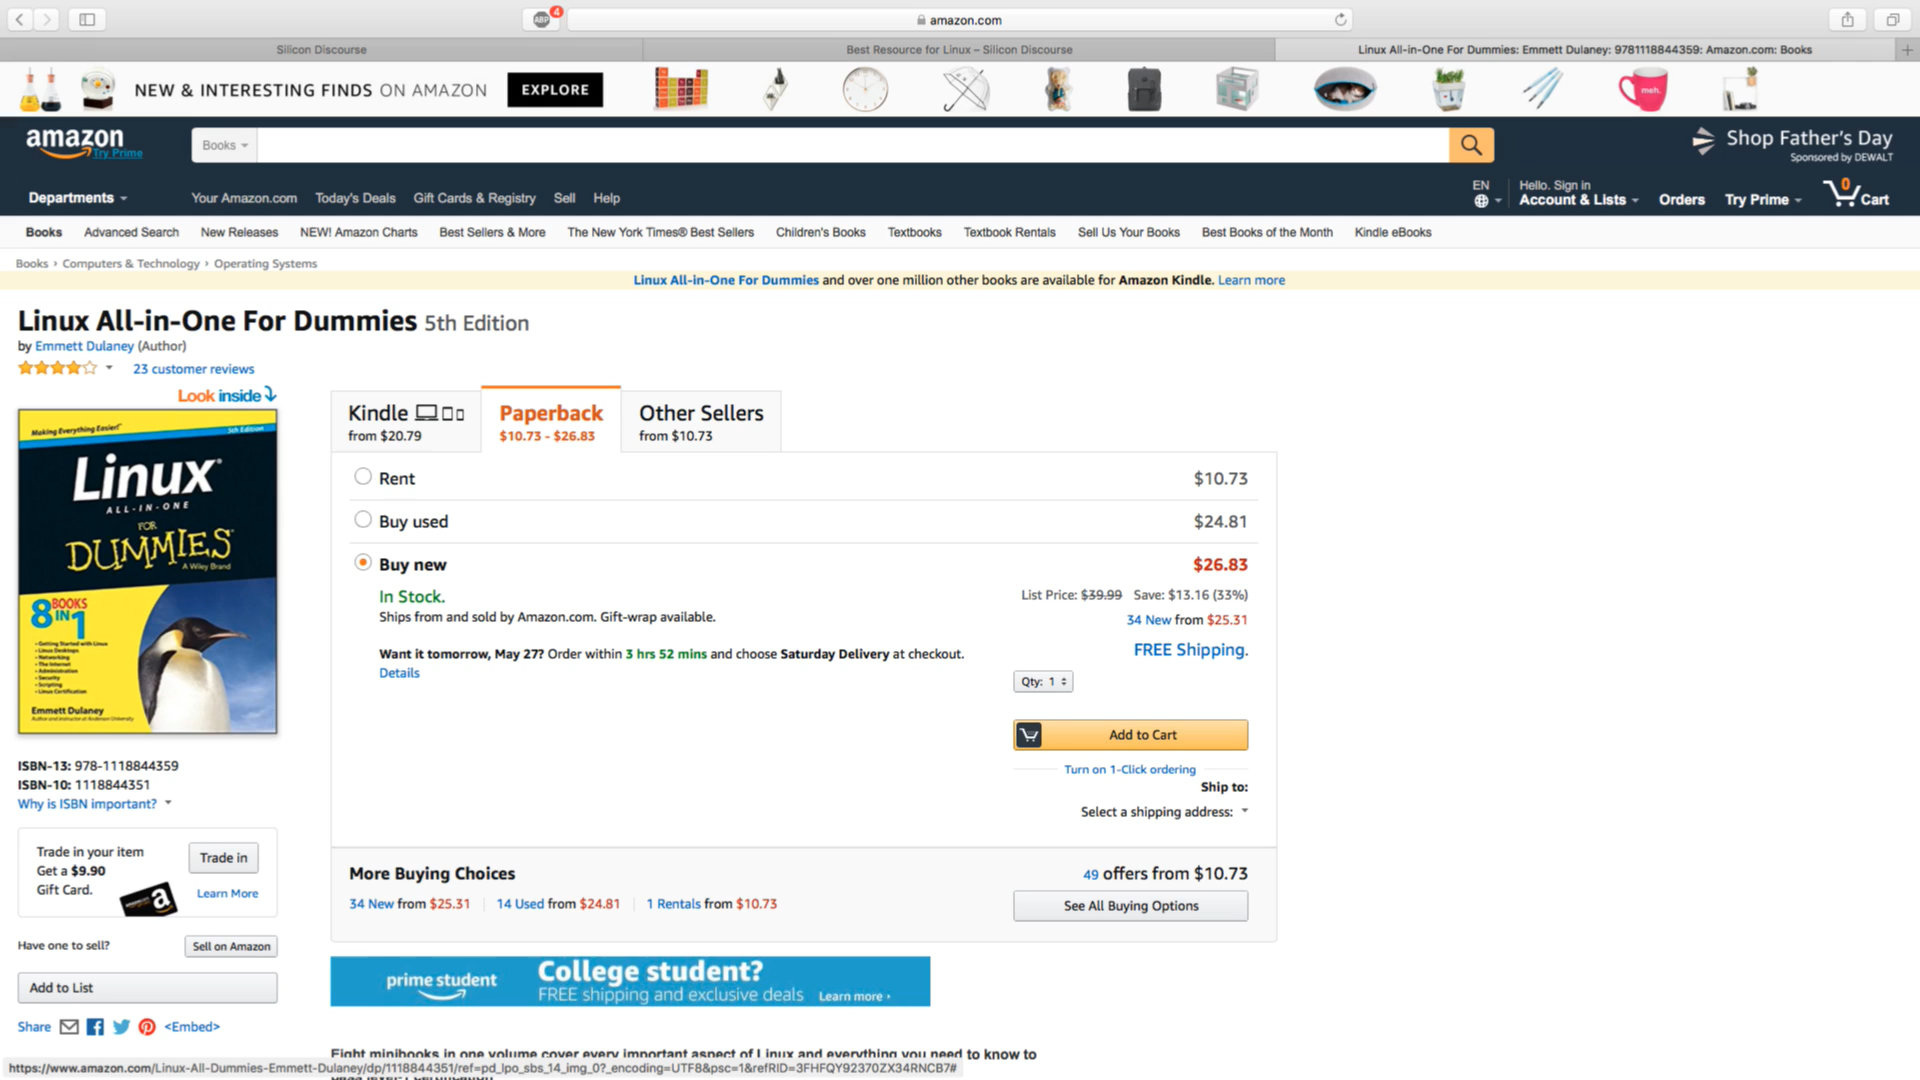 4
amazon.com
Silicon Discourse
Best Resource for Linux – Silicon Discourse
Linux All-in-One For Dummies: Emmett Dulaney: 9781118844359: Amazon.com: Books
NEW & INTERESTING FINDS ON AMAZON
EXPLORE
meh.
amazon
Try Prime
Books
Shop Father's Day
Sponsored by DEWALT
Departments
Your Amazon.com
Today's Deals
Gift Cards & Registry
Sell
Help
EN
Hello. Sign in
Account & Lists
Orders
Try Prime
0
Cart
Books
Advanced Search
New Releases
NEW! Amazon Charts
Best Sellers & More
The New York Times® Best Sellers
Children's Books
Textbooks
Textbook Rentals
Sell Us Your Books
Best Books of the Month
Kindle eBooks
Books › Computers & Technology › Operating Systems
Linux All-in-One For Dummies and over one million other books are available for Amazon Kindle. Learn more
Linux All-in-One For Dummies 5th Edition
by Emmett Dulaney (Author)
23 customer reviews
Look inside
Making Everything Easier!
5th Edition
Linux
ALL-IN-ONE
FOR
DUMMIES
A Wiley Brand
8 BOOKS IN 1
• Getting Started with Linux
• Linux Desktops
• Networking
• The Internet
• Administration
• Security
• Scripting
• Linux Certification
Emmett Dulaney
Author and instructor at Anderson University
Kindle
from $20.79
Paperback
$10.73 - $26.83
Other Sellers
from $10.73
Rent
$10.73
Buy used
$24.81
Buy new
$26.83
In Stock.
Ships from and sold by Amazon.com. Gift-wrap available.
List Price: $39.99 Save: $13.16 (33%)
34 New from $25.31
Want it tomorrow, May 27? Order within 3 hrs 52 mins and choose Saturday Delivery at checkout.
Details
FREE Shipping.
Qty: 1
Add to Cart
Turn on 1-Click ordering
Ship to:
Select a shipping address:
ISBN-13: 978-1118844359
ISBN-10: 1118844351
Why is ISBN important?
Trade in your item
Get a $9.90
Gift Card.
Trade in
Learn More
a
Have one to sell?
Sell on Amazon
Add to List
Share
<Embed>
More Buying Choices
49 offers from $10.73
34 New from $25.31
14 Used from $24.81
1 Rentals from $10.73
See All Buying Options
prime student
College student?
FREE shipping and exclusive deals
Learn more ›
Eight minibooks in one volume cover every important aspect of Linux and everything you need to know to
https://www.amazon.com/Linux-All-Dummies-Emmett-Dulaney/dp/1118844351/ref=pd_lpo_sbs_14_img_0?_encoding=UTF8&psc=1&refRID=3FHFQY92370ZX34RNCB7#